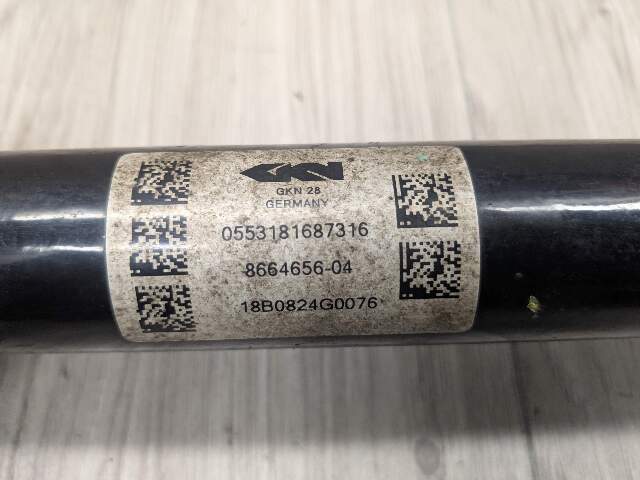 GKN
GKN 28
GERMANY
0553181687316
8664656-04
18B0824G0076